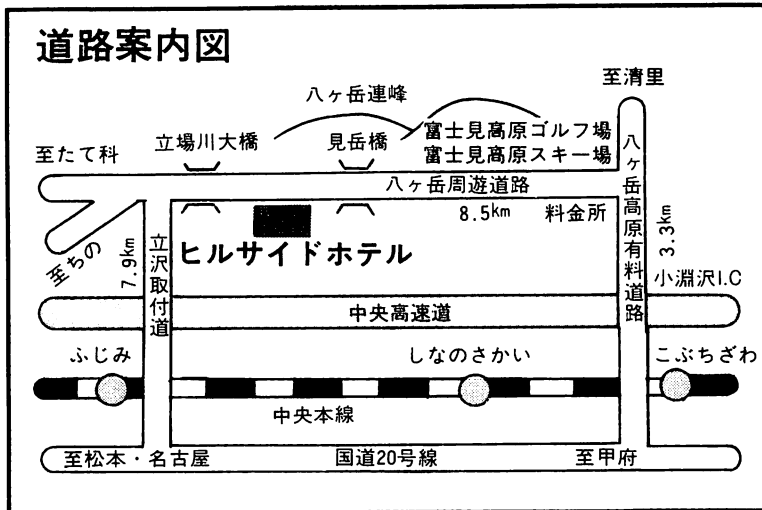 道路案内図
至清里
八ヶ岳連峰
立場川大橋
見岳橋
富士見高原ゴルフ場
富士見高原スキー場
至たて科
八ヶ岳周遊道路
8.5km
料金所
八ヶ岳高原有料道路
3.3km
至ちの
7.9km
立沢取付道
ヒルサイドホテル
小淵沢I.C
中央高速道
ふじみ
しなのさかい
こぶちざわ
中央本線
至松本・名古屋
国道20号線
至甲府